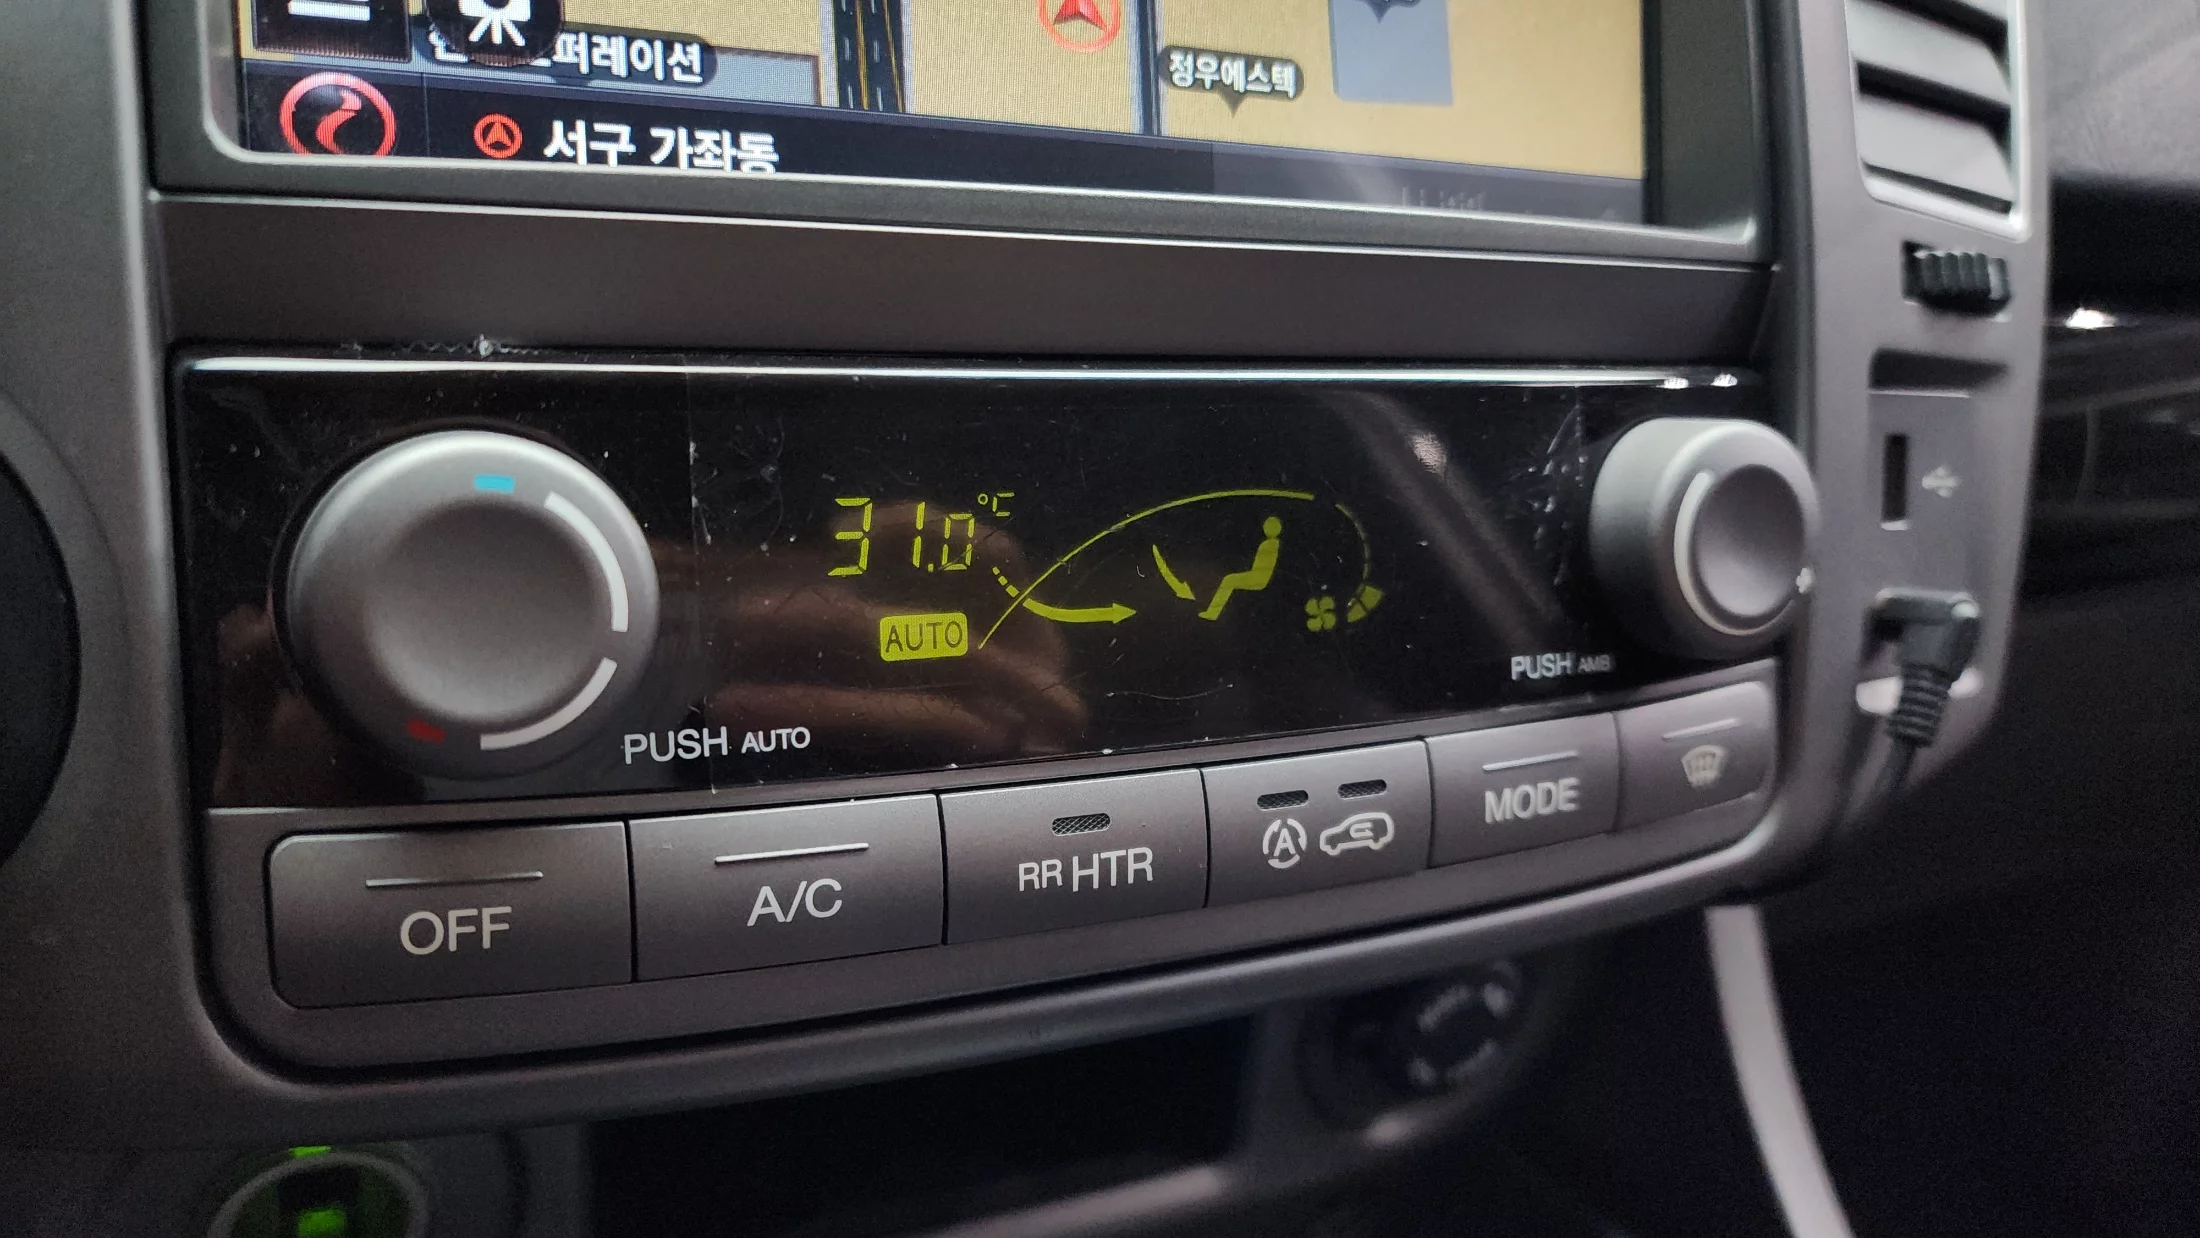 퍼레이션
정우에스텍
서구 가좌동
31.0 °C
AUTO
PUSH AUTO
PUSH AMB
OFF
A/C
RR HTR
A
MODE